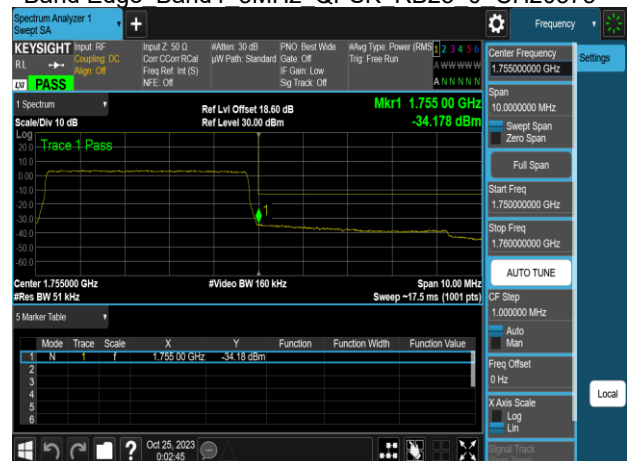 Spectrum Analyzer 1
Swept SA
+
Frequency
KEYSIGHT
RL
LXI
PASS
Input: RF
Coupling: DC
Align: Off
Input Z: 50 Ω
Corr CCorr RCal
Freq Ref: Int (S)
NFE: Off
#Atten: 30 dB
µW Path: Standard
PNO: Best Wide
Gate: Off
IF Gain: Low
Sig Track: Off
#Avg Type: Power (RMS
Trig: Free Run
1 2 3 4 5 6
A W W W W W
A N N N N N
1 Spectrum
Scale/Div 10 dB
Ref Lvl Offset 18.60 dB
Ref Level 30.00 dBm
Mkr1 1.755 00 GHz
-34.178 dBm
Log
Trace 1 Pass
20.0
10.0
0.00
-10.0
-20.0
-30.0
-40.0
-50.0
-60.0
1
Center 1.755000 GHz
#Res BW 51 kHz
#Video BW 160 kHz
Span 10.00 MHz
Sweep ~17.5 ms (1001 pts)
5 Marker Table
Mode Trace Scale X Y Function Function Width Function Value
1 N 1 f 1.755 00 GHz -34.18 dBm
2
3
4
5
6
Center Frequency
1.755000000 GHz
Settings
Span
10.0000000 MHz
Swept Span
Zero Span
Full Span
Start Freq
1.750000000 GHz
Stop Freq
1.760000000 GHz
AUTO TUNE
CF Step
1.000000 MHz
Auto
Man
Freq Offset
0 Hz
X Axis Scale
Log
Lin
Signal Track
Local
?
Oct 25, 2023
0:02:45